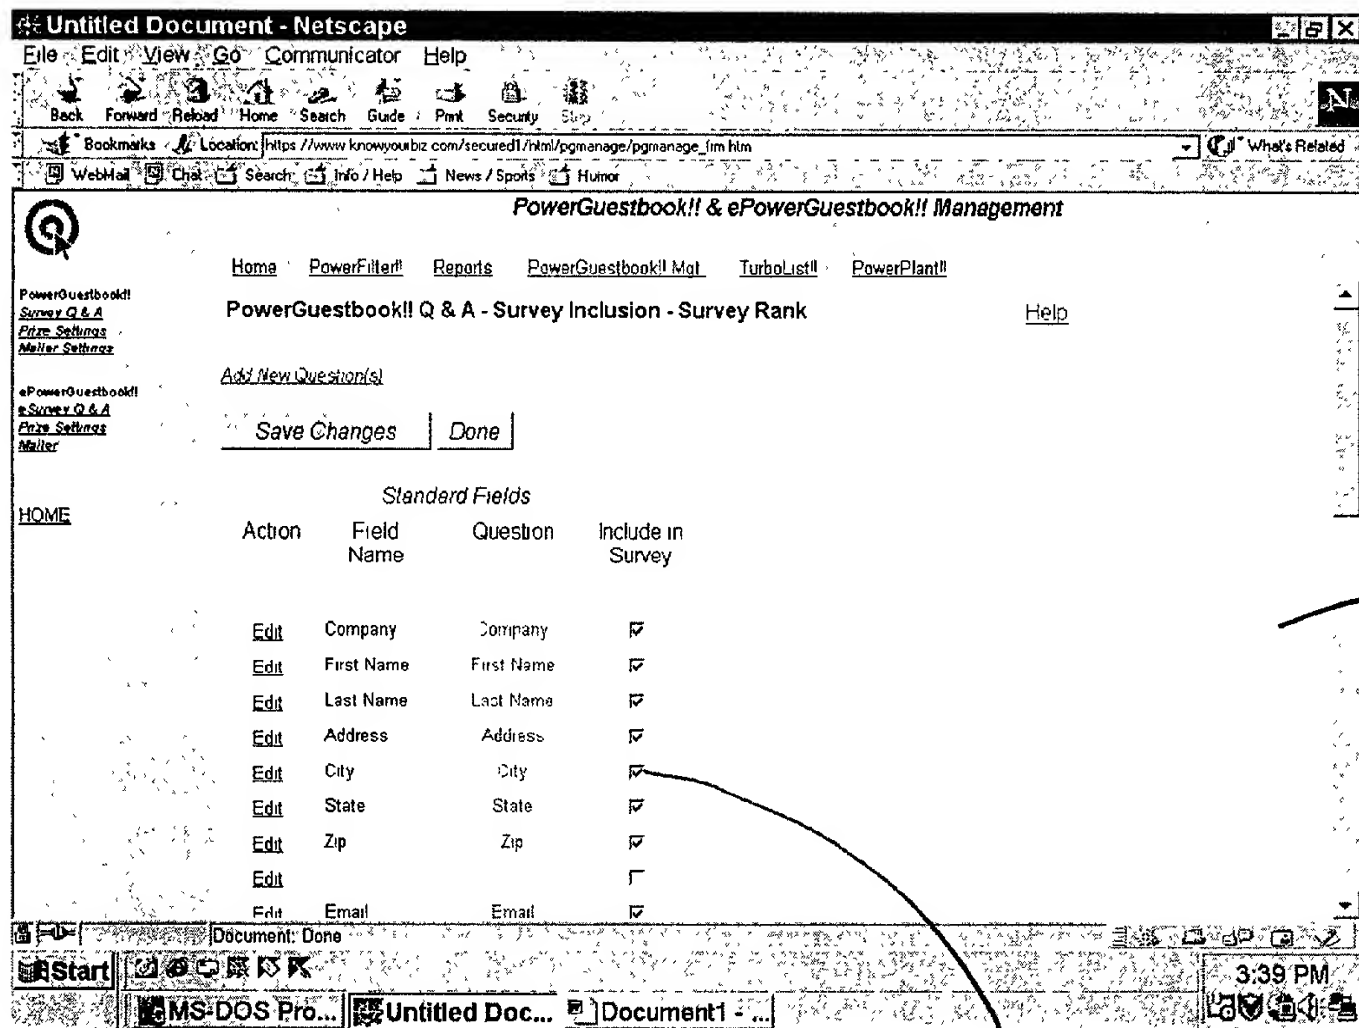 Untitled Document - Netscape
File Edit View Go Communicator Help
Back Forward Reload Home Search Guide Print Security Stop
Bookmarks Location: https //www knowyourbiz com/secured1/html/pgmanage/pgmanage_frm htm What's Related
WebMail Chat Search Info / Help News / Sports Humor
PowerGuestbook!! & ePowerGuestbook!! Management
Home PowerFilter!! Reports PowerGuestbook!! Mgt TurboList!! PowerPlant!!
PowerGuestbook!!
Survey Q & A
Prize Settings
Mailer Settings
ePowerGuestbook!!
eSurvey Q & A
Prize Settings
Mailer
HOME
PowerGuestbook!! Q & A - Survey Inclusion - Survey Rank Help
Add New Question(s)
Save Changes Done
Standard Fields
Action Field Name Question Include in Survey
Edit Company Company
Edit First Name First Name
Edit Last Name Last Name
Edit Address Address
Edit City City
Edit State State
Edit Zip Zip
Edit
Edit Email Email
Document: Done
Start 3:39 PM
MS-DOS Pro... Untitled Doc... Document1 - ...